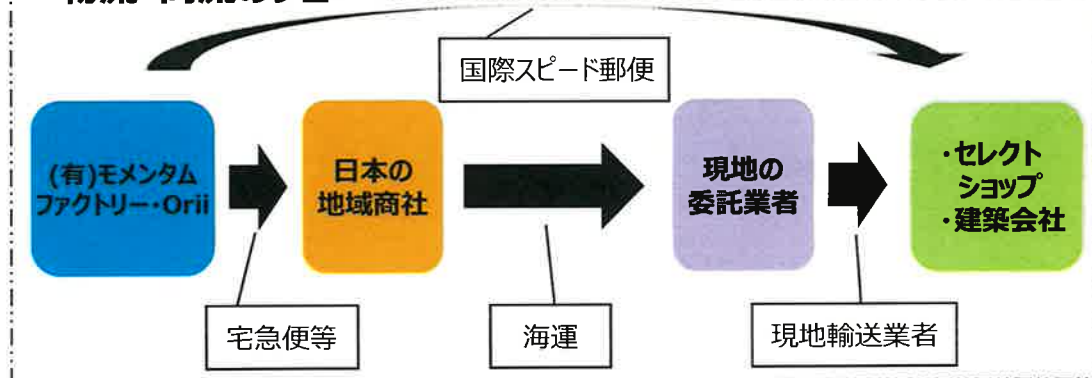 国際スピード郵便
(有)モメンタム
ファクトリー・Orii
日本の
地域商社
現地の
委託業者
・セレクト
ショップ
・建築会社
宅急便等
海運
現地輸送業者